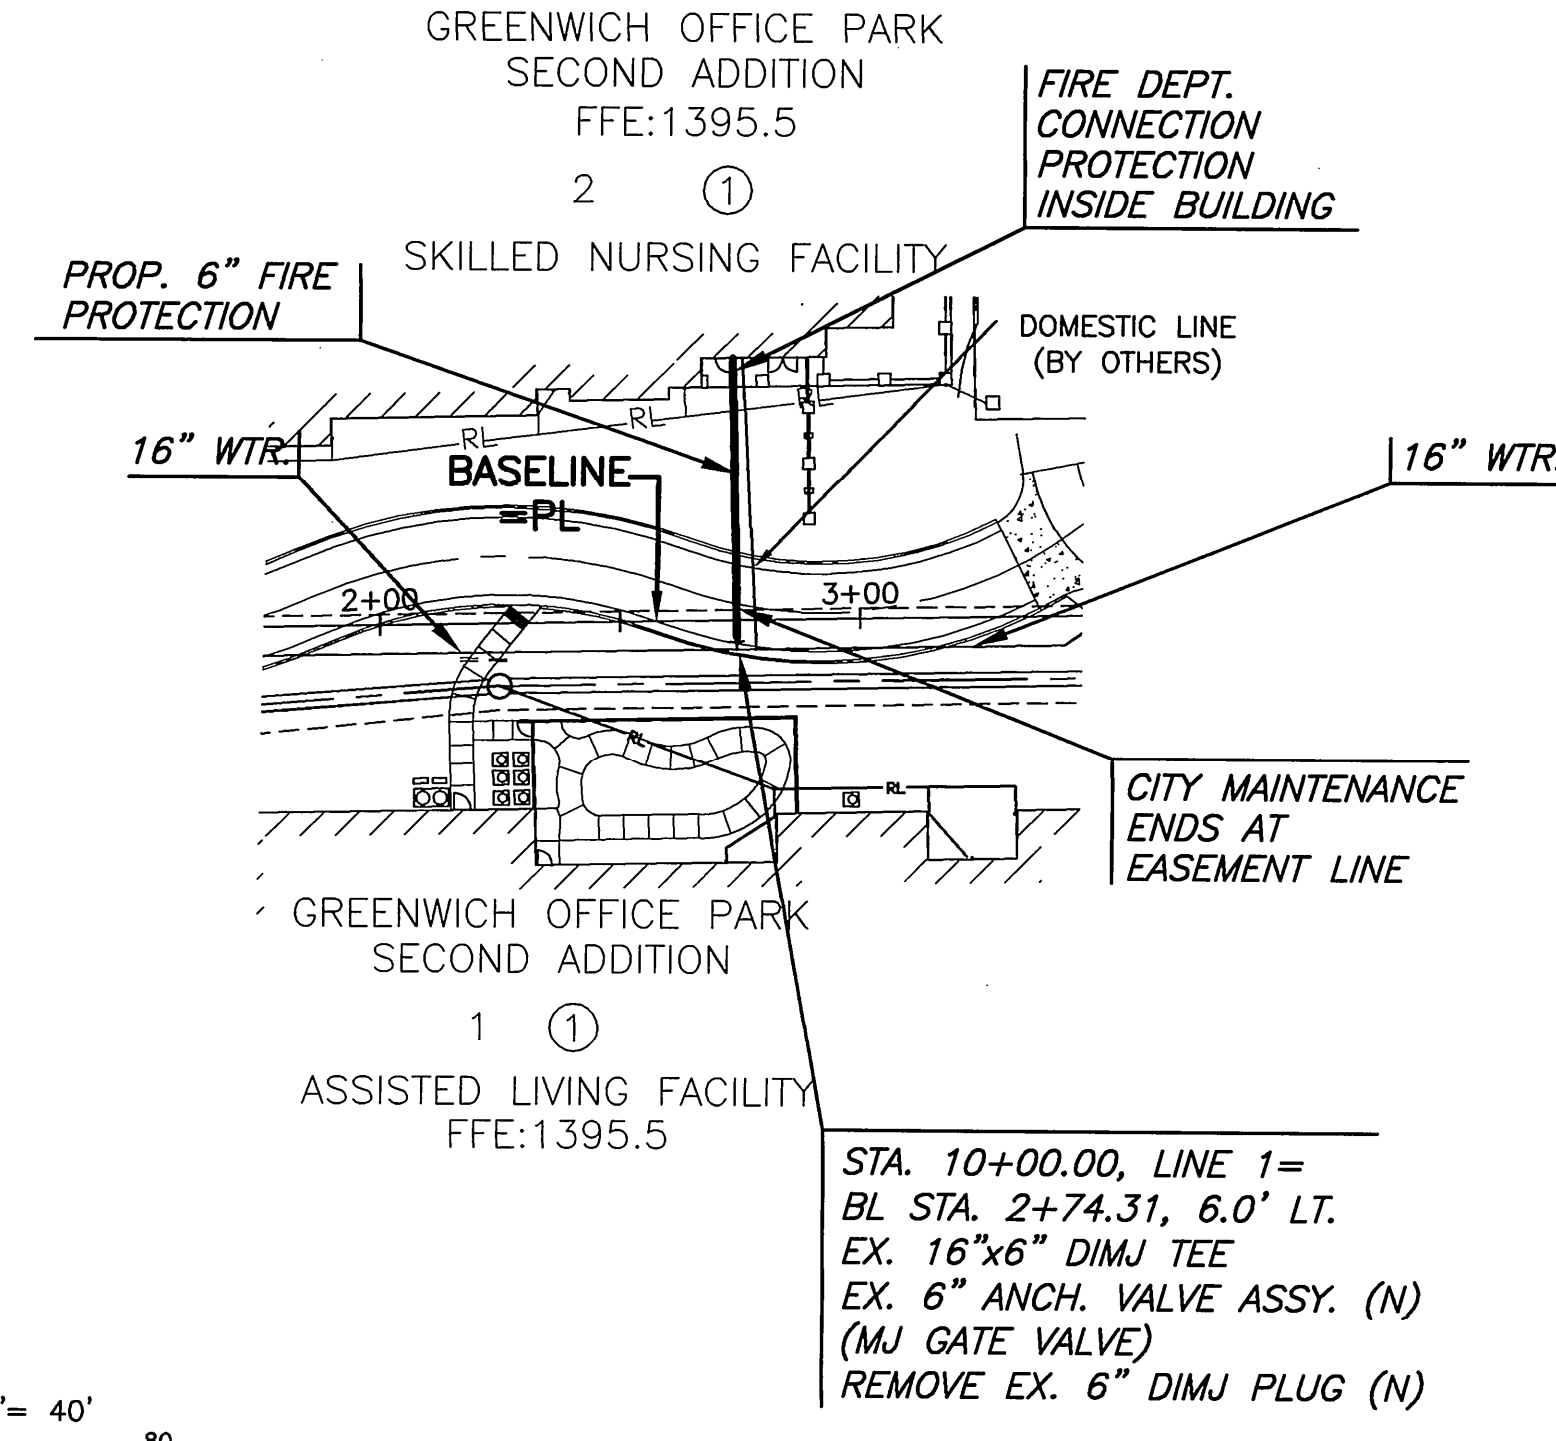 GREENWICH OFFICE PARK
SECOND ADDITION
FFE:1395.5
2 1
SKILLED NURSING FACILITY
FIRE DEPT.
CONNECTION
PROTECTION
INSIDE BUILDING
PROP. 6" FIRE
PROTECTION
DOMESTIC LINE
(BY OTHERS)
16" WTR.
RL
RL
RL
BASELINE
=PL
16" WTR.
2+00
3+00
RL
RL
CITY MAINTENANCE
ENDS AT
EASEMENT LINE
GREENWICH OFFICE PARK
SECOND ADDITION
1 1
ASSISTED LIVING FACILITY
FFE:1395.5
STA. 10+00.00, LINE 1=
BL STA. 2+74.31, 6.0' LT.
EX. 16"x6" DIMJ TEE
EX. 6" ANCH. VALVE ASSY. (N)
(MJ GATE VALVE)
REMOVE EX. 6" DIMJ PLUG (N)
'= 40'
80